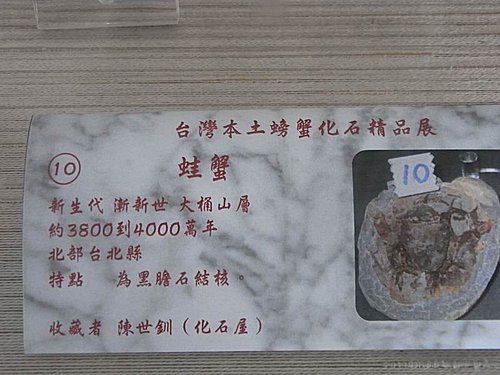 台灣本土螃蟹化石精品展
10
蛙蟹
新生代 漸新世 大桶山層
約3800到4000萬年
北部台北縣
特點 為黑膽石結核。
收藏者 陳世釧（化石屋）
10